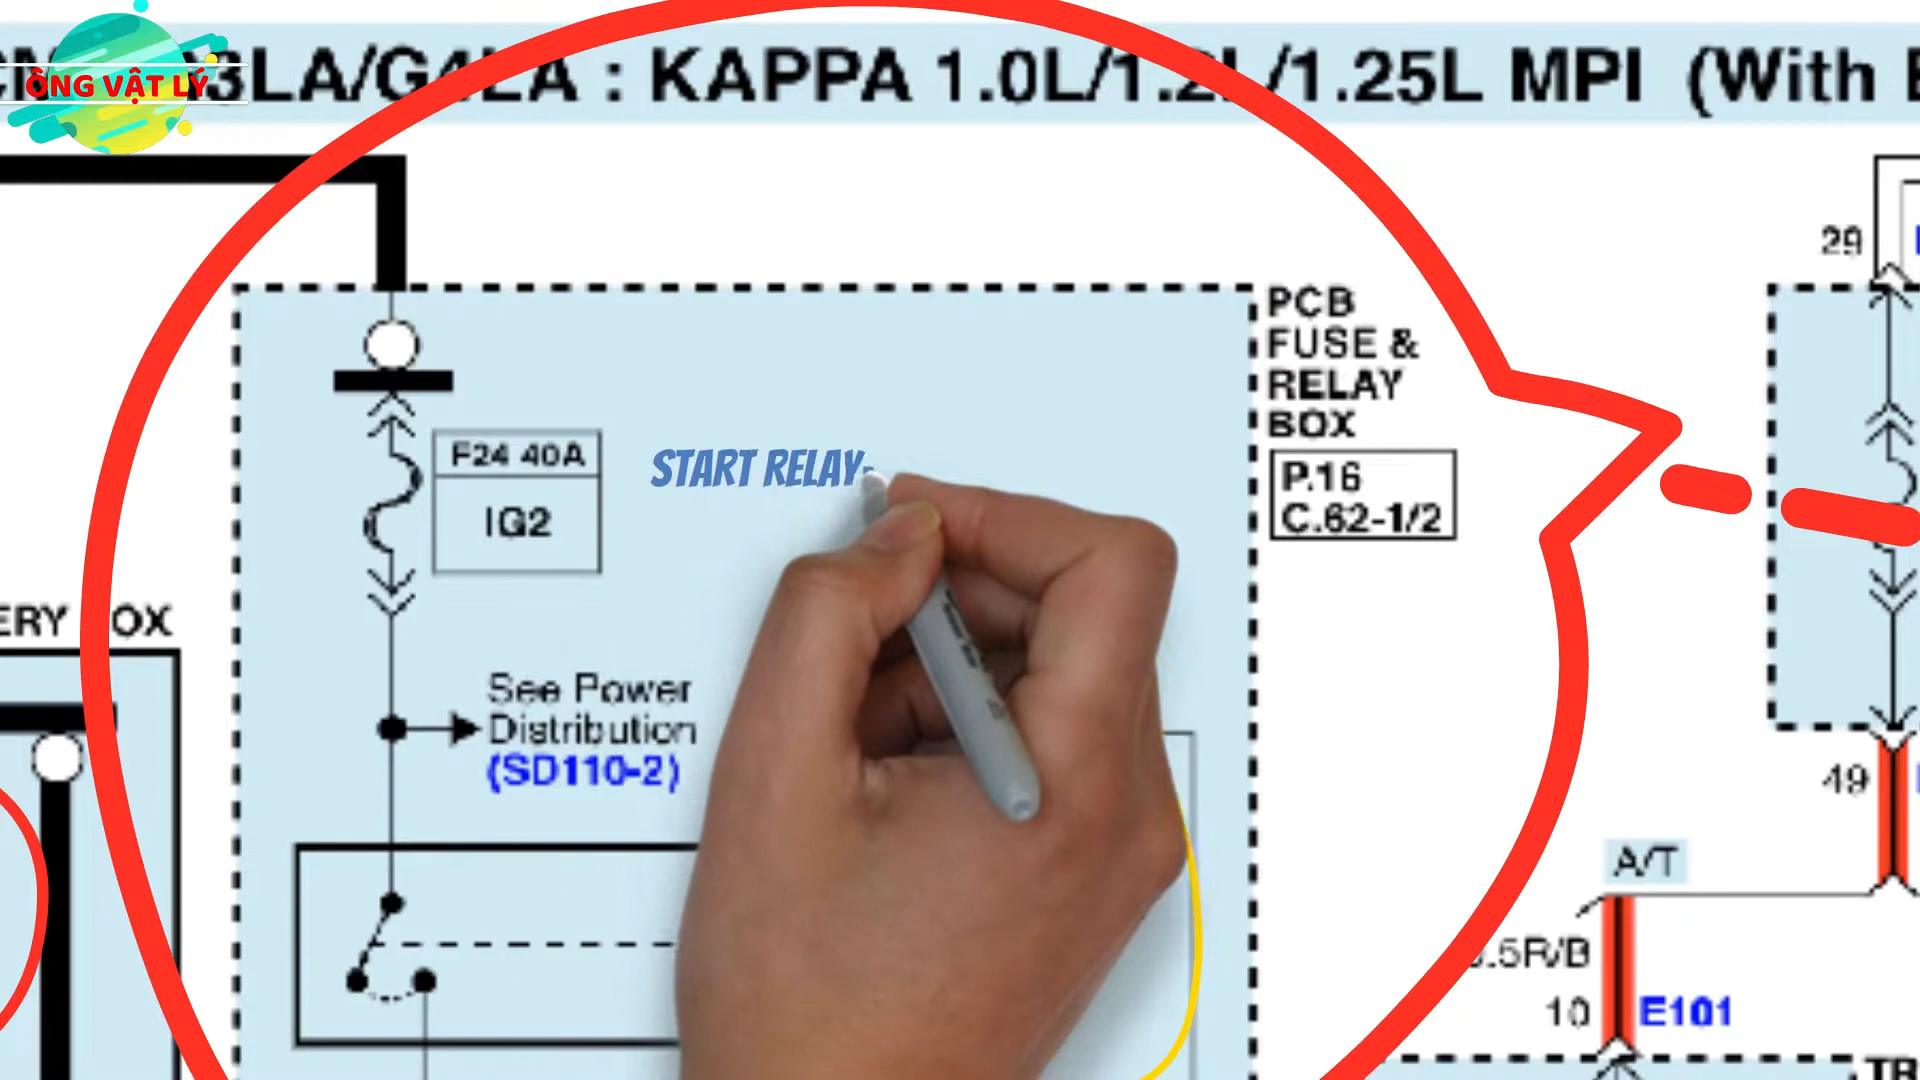 ÔNG VẬT LÝ
3LA/G4LA : KAPPA 1.0L/1.2L/1.25L MPI (With
29
PCB
FUSE &
RELAY
BOX
P.16
C.62-1/2
F24 40A
IG2
START RELAY:
ERY OX
See Power
Distribution
(SD110-2)
49
A/T
.5R/B
10 E101
TR